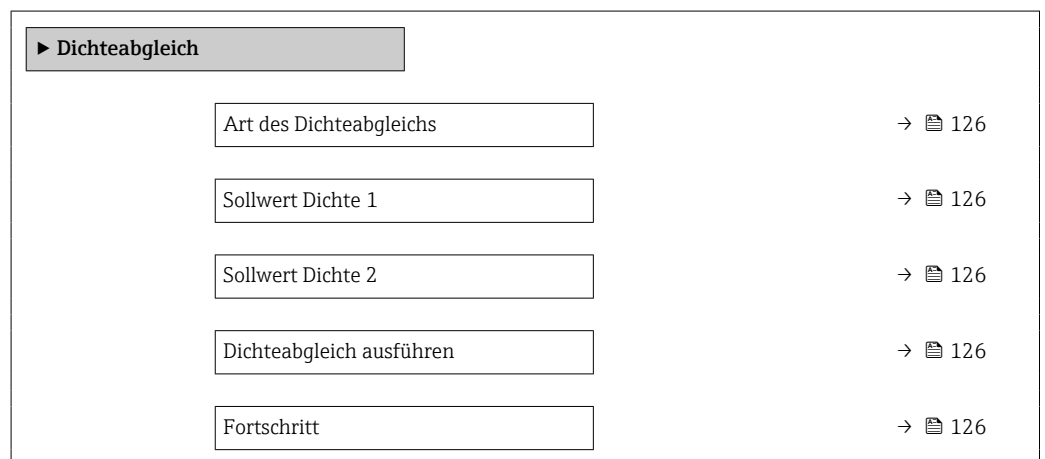 ▶ Dichteabgleich
Art des Dichteabgleichs → 126
Sollwert Dichte 1 → 126
Sollwert Dichte 2 → 126
Dichteabgleich ausführen → 126
Fortschritt → 126